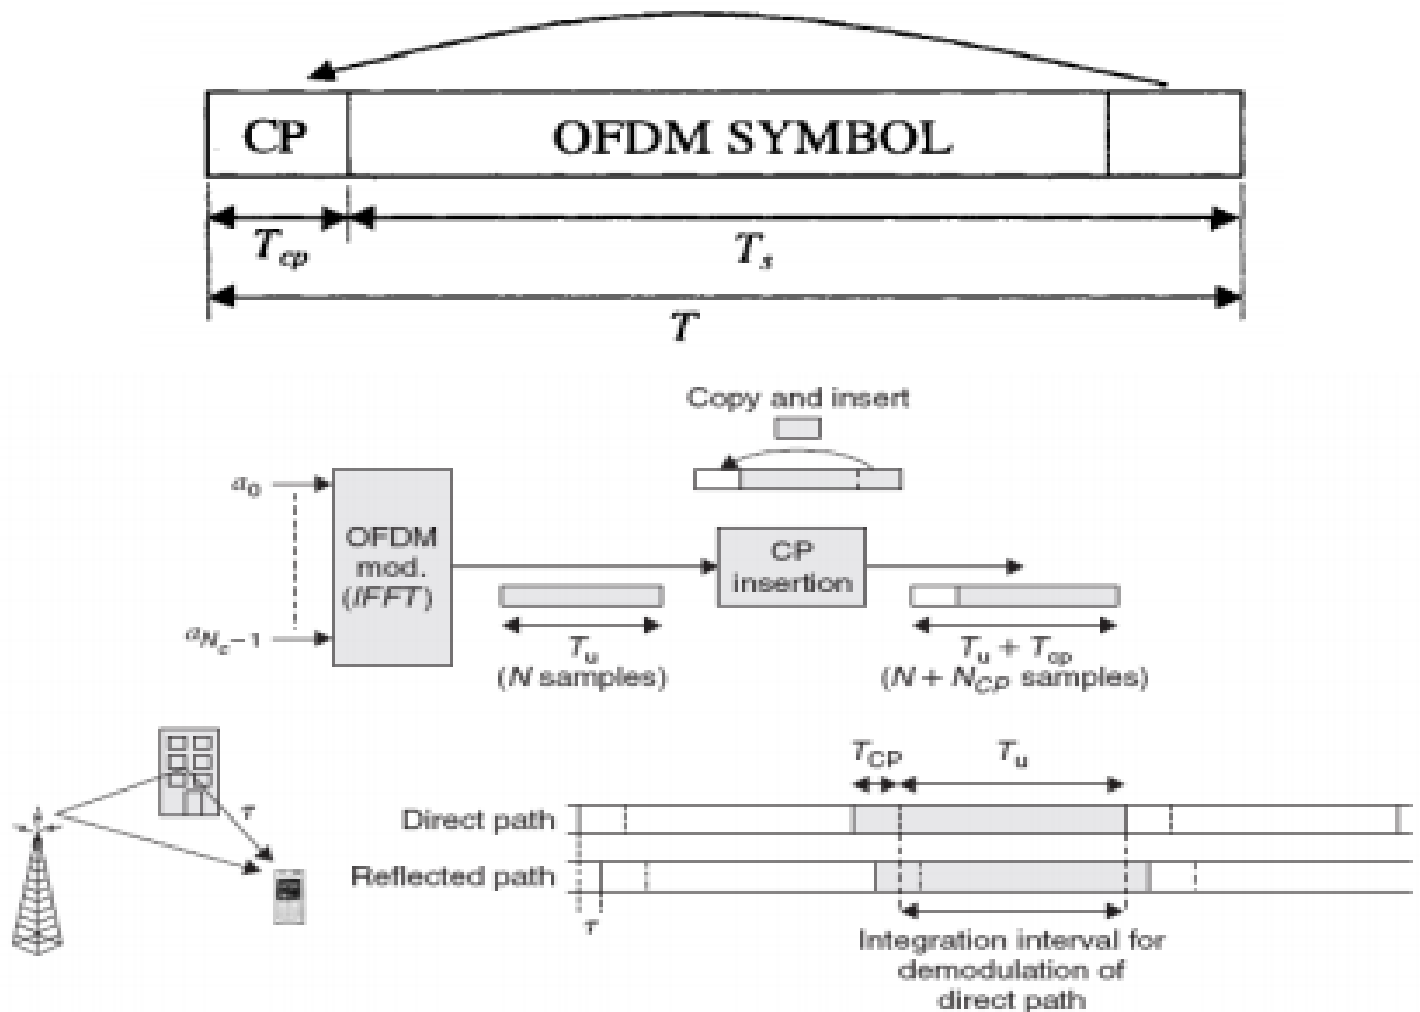 CP OFDM SYMBOL
T_cp T_s
T
Copy and insert
a_0
OFDM
mod.
(IFFT)
CP
insertion
a_{N_c-1}
T_u
(N samples)
T_u + T_cp
(N + N_CP samples)
T_CP T_u
τ
Direct path
Reflected path
τ
Integration interval for
demodulation of
direct path